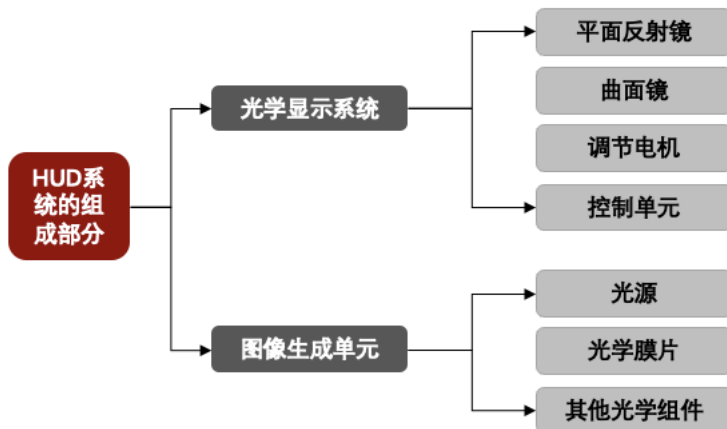 HUD系
统的组
成部分
光学显示系统
平面反射镜
曲面镜
调节电机
控制单元
图像生成单元
光源
光学膜片
其他光学组件